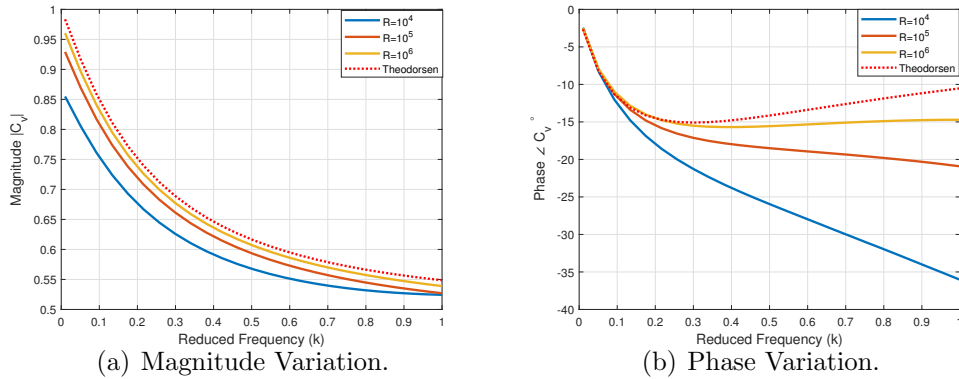 1
0.95
0.9
0.85
0.8
0.75
0.7
0.65
0.6
0.55
0.5
Magnitude |C_v|
R=10^4
R=10^5
R=10^6
Theodorsen
0 0.1 0.2 0.3 0.4 0.5 0.6 0.7 0.8 0.9 1
Reduced Frequency (k)
(a) Magnitude Variation.
0
-5
-10
-15
-20
-25
-30
-35
-40
Phase ∠ C_v °
R=10^4
R=10^5
R=10^6
Theodorsen
0 0.1 0.2 0.3 0.4 0.5 0.6 0.7 0.8 0.9 1
Reduced Frequency (k)
(b) Phase Variation.